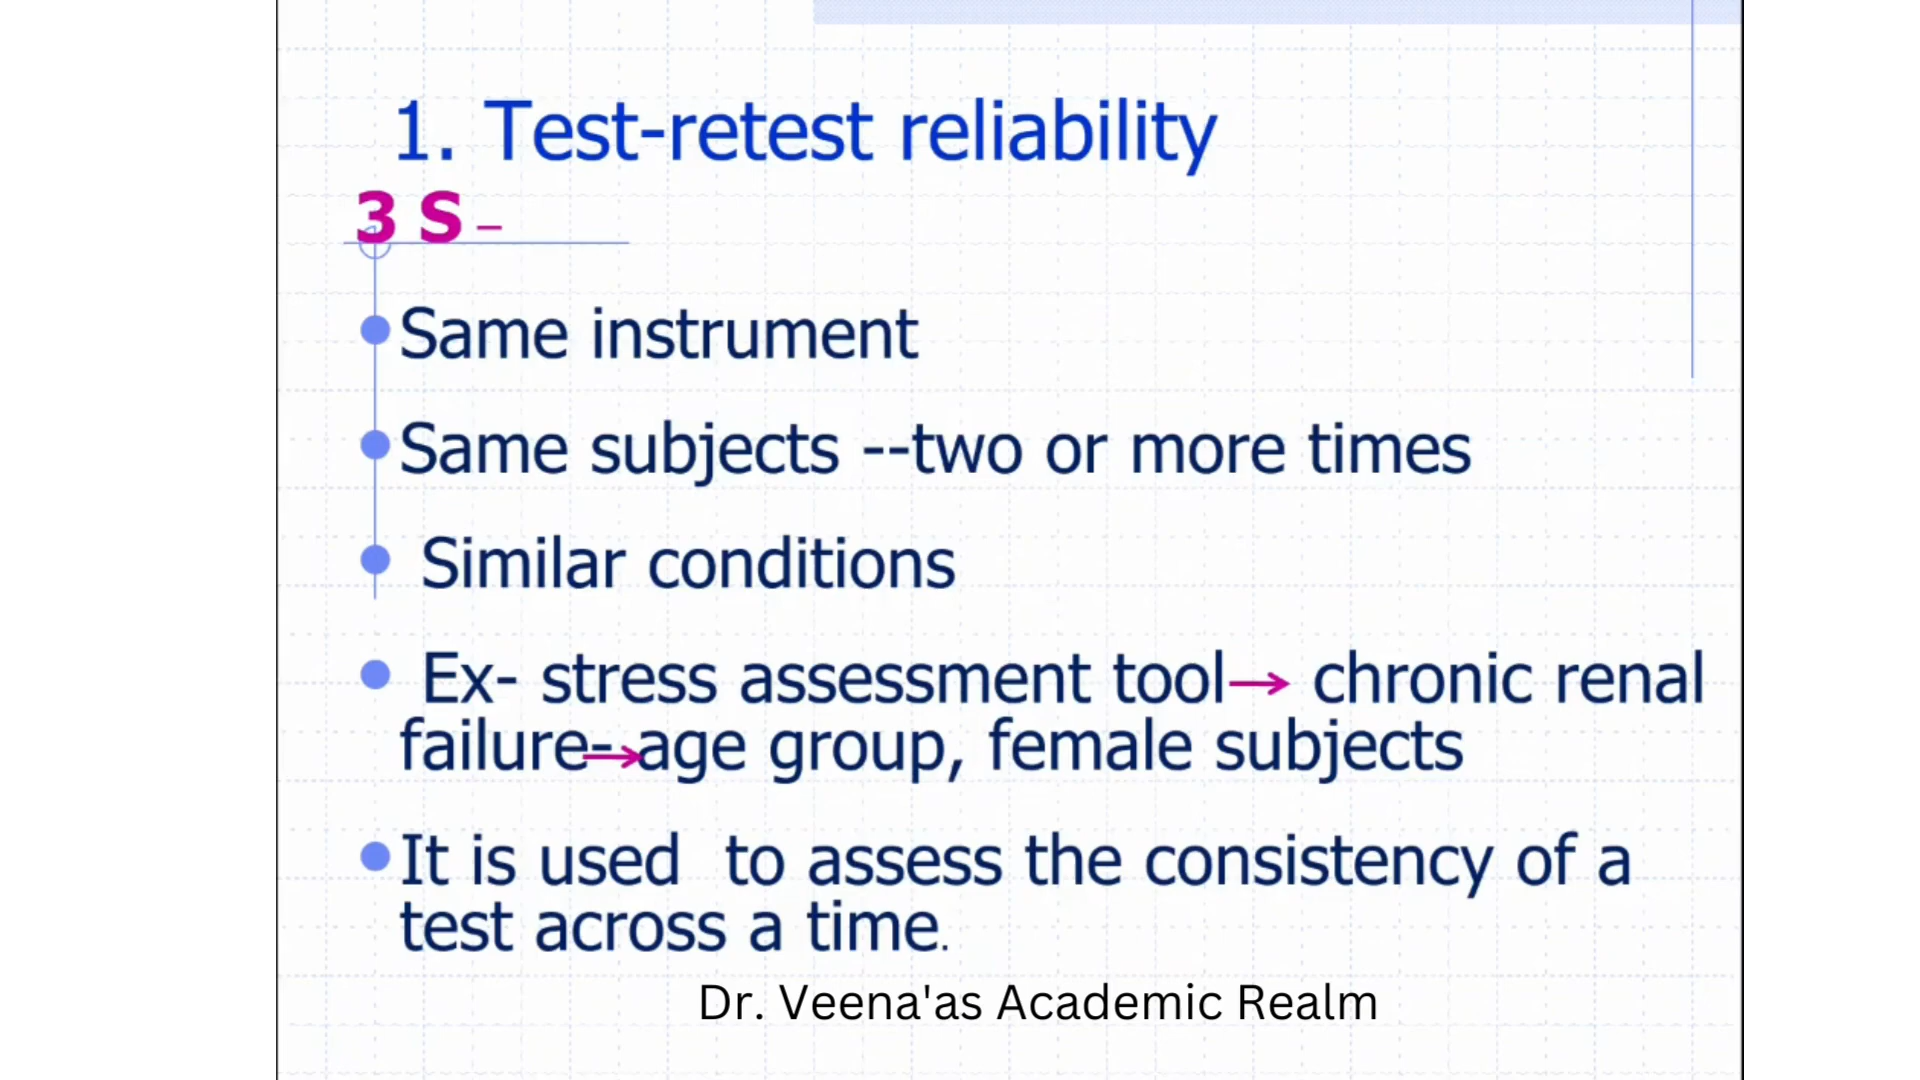 1. Test-retest reliability
3 S –
Same instrument
Same subjects --two or more times
Similar conditions
Ex- stress assessment tool→ chronic renal
failure-→age group, female subjects
It is used to assess the consistency of a
test across a time.
Dr. Veena'as Academic Realm